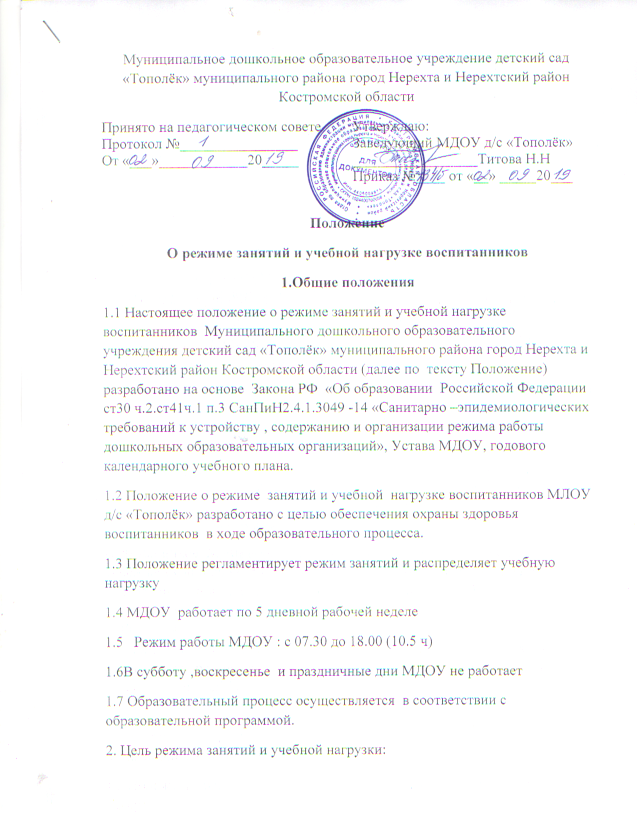 Муниципальное дошкольное образовательное учреждение детский сад
«Тополёк» муниципального района город Нерехта и Нерехтский район
Костромской области
Принято на педагогическом совете Утверждаю:
Протокол № 1 Заведующий МДОУ д/с «Тополёк»
От «02» 09 2019 Титова Н.Н
Приказ № от «02» 09 2019
РОССИЙСКАЯ ФЕДЕРАЦИЯ
ДЛЯ
ДОКУМЕНТОВ
Положение
О режиме занятий и учебной нагрузке воспитанников
1.Общие положения
1.1 Настоящее положение о режиме занятий и учебной нагрузке
воспитанников Муниципального дошкольного образовательного
учреждения детский сад «Тополёк» муниципального района город Нерехта и
Нерехтский район Костромской области (далее по тексту Положение)
разработано на основе Закона РФ «Об образовании Российской Федерации
ст30 ч.2.ст41ч.1 п.3 СанПиН2.4.1.3049 -14 «Санитарно –эпидемиологических
требований к устройству , содержанию и организации режима работы
дошкольных образовательных организаций», Устава МДОУ, годового
календарного учебного плана.
1.2 Положение о режиме занятий и учебной нагрузке воспитанников МЛОУ
д/с «Тополёк» разработано с целью обеспечения охраны здоровья
воспитанников в ходе образовательного процесса.
1.3 Положение регламентирует режим занятий и распределяет учебную
нагрузку
1.4 МДОУ работает по 5 дневной рабочей неделе
1.5 Режим работы МДОУ : с 07.30 до 18.00 (10.5 ч)
1.6В субботу ,воскресенье и праздничные дни МДОУ не работает
1.7 Образовательный процесс осуществляется в соответствии с
образовательной программой.
2. Цель режима занятий и учебной нагрузки: